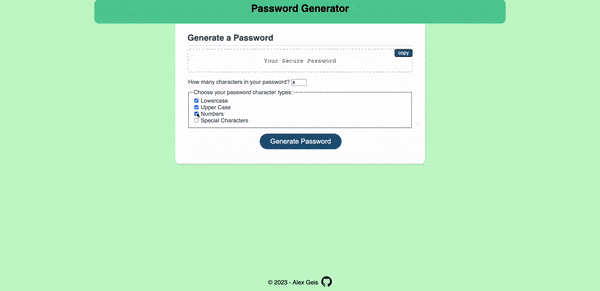 Password Generator
Generate a Password
copy
Your Secure Password
How many characters in your password? 8
Choose your password character types:
Lowercase
Upper Case
Numbers
Special Characters
Generate Password
© 2023 - Alex Geis